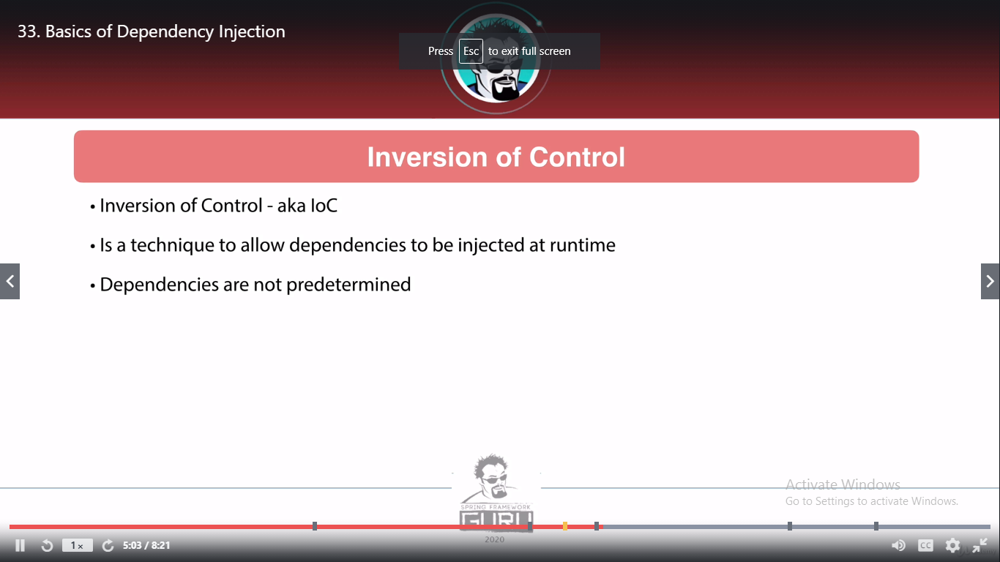 33. Basics of Dependency Injection
Press Esc to exit full screen
Inversion of Control
• Inversion of Control - aka IoC
• Is a technique to allow dependencies to be injected at runtime
• Dependencies are not predetermined
Activate Windows
Go to Settings to activate Windows.
SPRING FRAMEWORK
GURU
2020
1x
5:03 / 8:21
CC